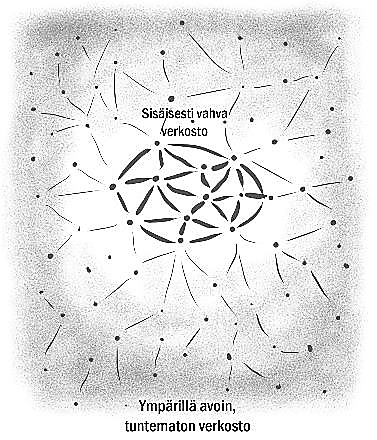 Sisäisesti vahva
verkosto
Ympärillä avoin,
tuntematon verkosto